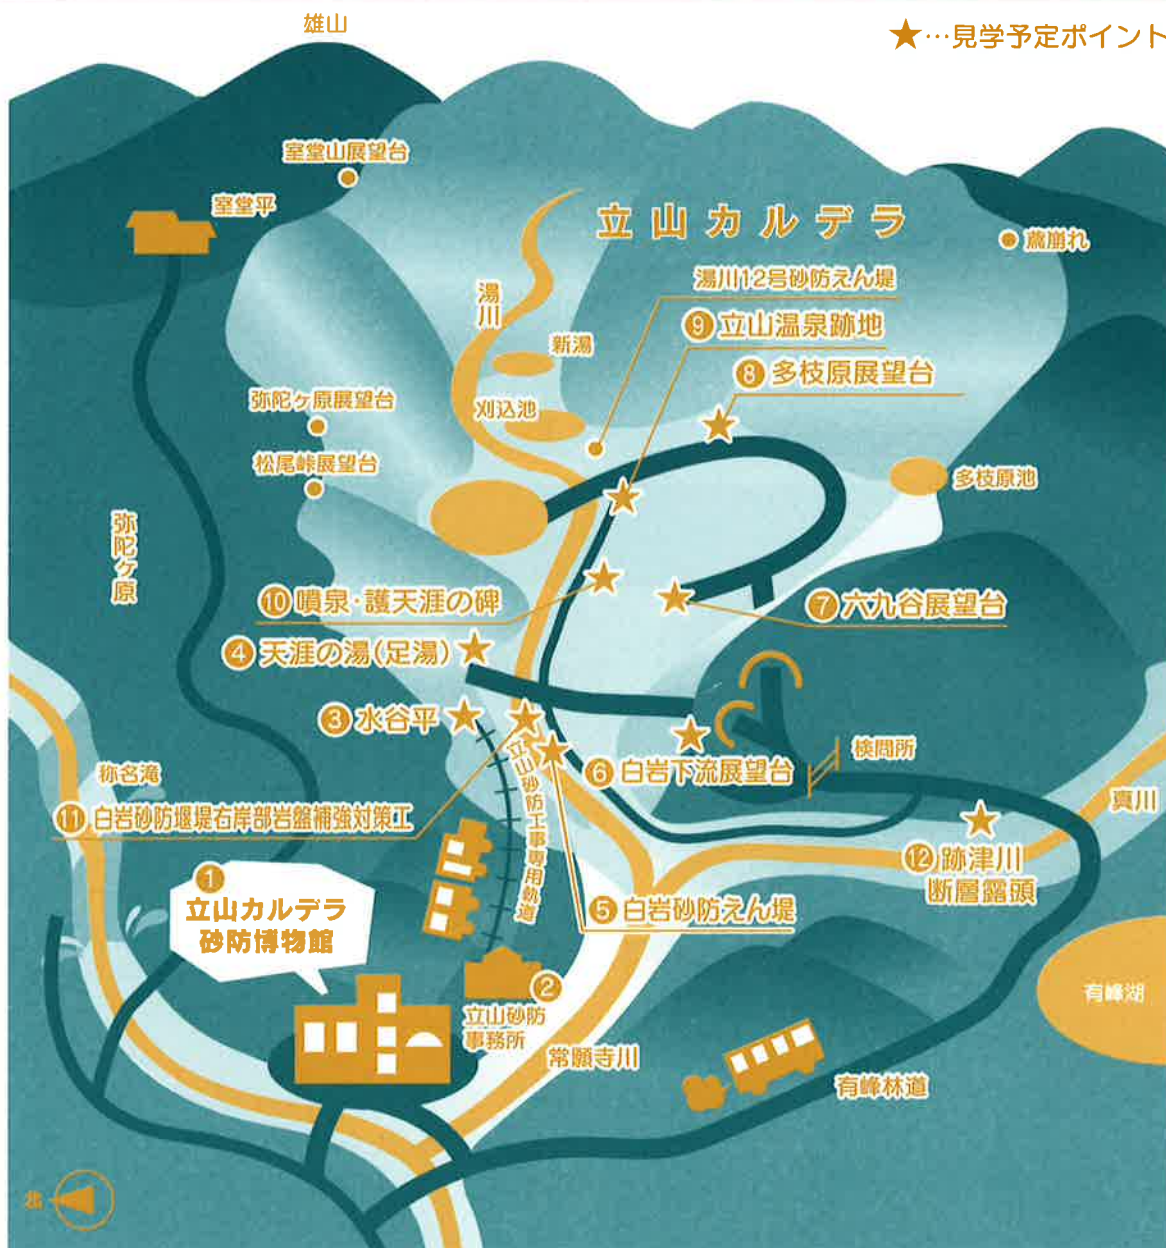 雄山
★…見学予定ポイント
室堂山展望台
室堂平
立山カルデラ
鳶崩れ
湯川12号砂防えん堤
湯川
⑨立山温泉跡地
新湯
⑧多枝原展望台
弥陀ヶ原展望台
刈込池
松尾峠展望台
多枝原池
弥陀ヶ原
⑩噴泉・護天涯の碑
⑦六九谷展望台
④天涯の湯(足湯)
③水谷平
立山砂防工事専用軌道
検問所
⑥白岩下流展望台
称名滝
真川
⑪白岩砂防堰堤右岸部岩盤補強対策工
⑫跡津川
断層露頭
①
立山カルデラ
砂防博物館
⑤白岩砂防えん堤
②
立山砂防
事務所
有峰湖
常願寺川
有峰林道
北